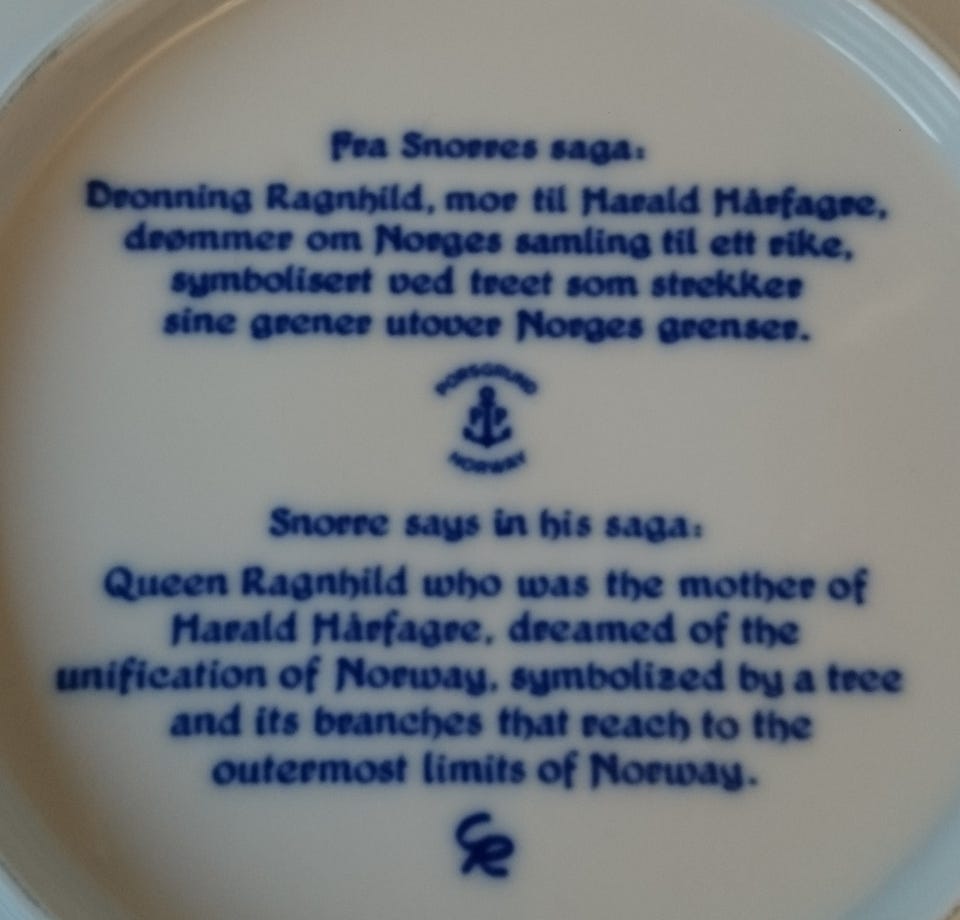 Fra Snorres saga:
Dronning Ragnhild, mor til Harald Hårfagre,
drømmer om Norges samling til ett rike,
symbolisert ved treet som strekker
sine grener utover Norges grenser.
PORSGRUND
PP
NORWAY
Snorre says in his saga:
Queen Ragnhild who was the mother of
Harald Hårfagre, dreamed of the
unification of Norway, symbolized by a tree
and its branches that reach to the
outermost limits of Norway.